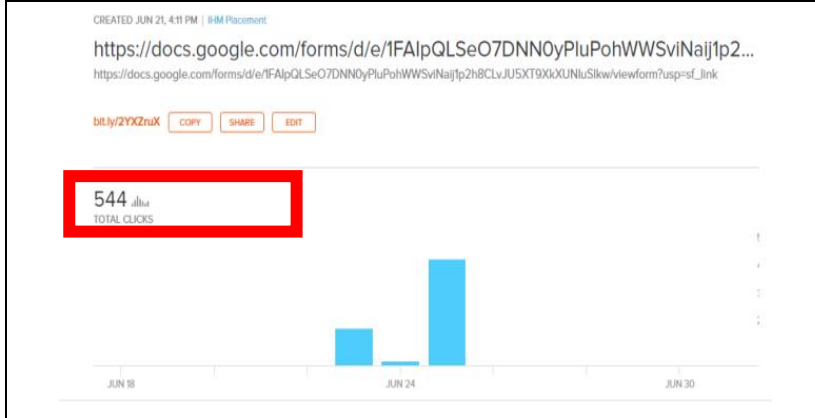 CREATED JUN 21, 4:11 PM | IHM Placement
https://docs.google.com/forms/d/e/1FAIpQLSeO7DNN0yPluPohWWSviNaij1p2...
https://docs.google.com/forms/d/e/1FAIpQLSeO7DNN0yPluPohWWSviNaij1p2h8CLvJU5XT9XkXUNluSlkw/viewform?usp=sf_link
bit.ly/2YXZruX COPY SHARE EDIT
544
TOTAL CLICKS
JUN 18 JUN 24 JUN 30